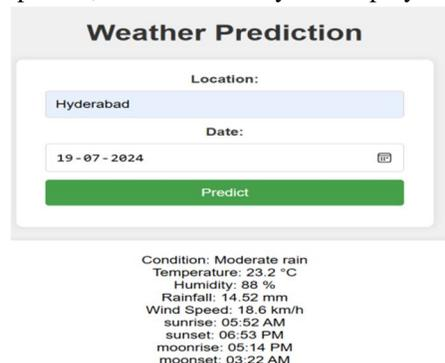 Weather Prediction
Location:
Hyderabad
Date:
19-07-2024
Predict
Condition: Moderate rain
Temperature: 23.2 °C
Humidity: 88 %
Rainfall: 14.52 mm
Wind Speed: 18.6 km/h
sunrise: 05:52 AM
sunset: 06:53 PM
moonrise: 05:14 PM
moonset: 03:22 AM